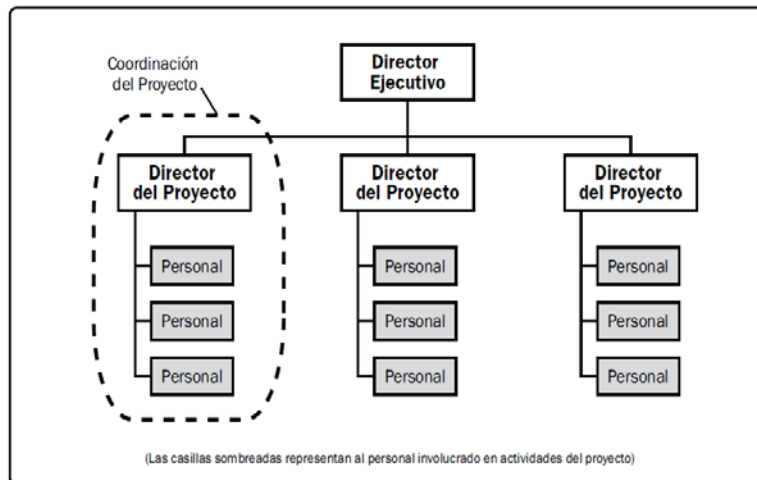 Coordinación
del Proyecto
Director
Ejecutivo
Director
del Proyecto
Director
del Proyecto
Director
del Proyecto
Personal
Personal
Personal
Personal
Personal
Personal
Personal
Personal
Personal
(Las casillas sombreadas representan al personal involucrado en actividades del proyecto)